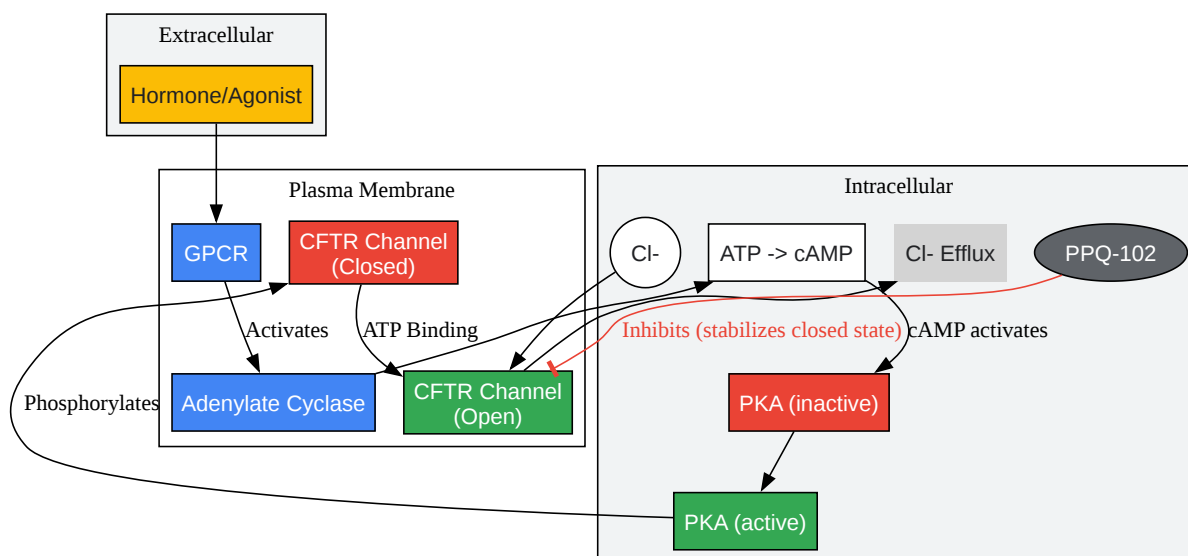 Extracellular
Hormone/Agonist
Plasma Membrane
Intracellular
GPCR
CFTR Channel
(Closed)
Cl-
ATP -> cAMP
Cl- Efflux
PPQ-102
Activates
ATP Binding
Inhibits (stabilizes closed state)
cAMP activates
Phosphorylates
Adenylate Cyclase
CFTR Channel
(Open)
PKA (inactive)
PKA (active)